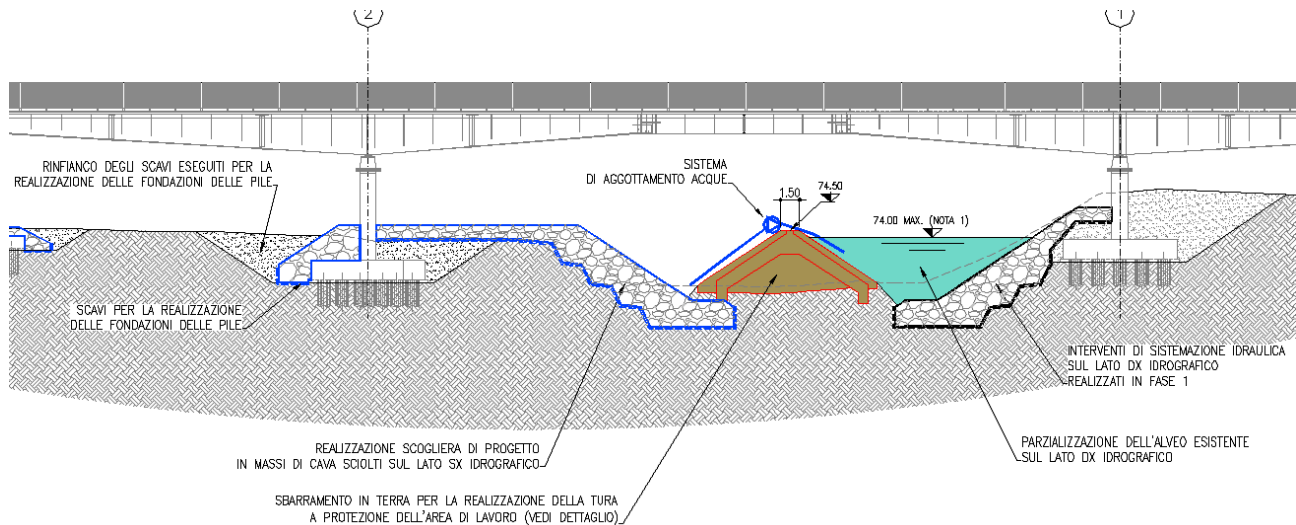 2
1
RINFIANCO DEGLI SCAVI ESEGUITI PER LA
REALIZZAZIONE DELLE FONDAZIONI DELLE PILE
SISTEMA
DI AGGOTTAMENTO ACQUE
1.50
74.50
74.00 MAX. (NOTA 1)
SCAVI PER LA REALIZZAZIONE
DELLE FONDAZIONI DELLE PILE
INTERVENTI DI SISTEMAZIONE IDRAULICA
SUL LATO DX IDROGRAFICO
REALIZZATI IN FASE 1
REALIZZAZIONE SCOGLIERA DI PROGETTO
IN MASSI DI CAVA SCIOLTI SUL LATO SX IDROGRAFICO
PARZIALIZZAZIONE DELL'ALVEO ESISTENTE
SUL LATO DX IDROGRAFICO
SBARRAMENTO IN TERRA PER LA REALIZZAZIONE DELLA TURA
A PROTEZIONE DELL'AREA DI LAVORO (VEDI DETTAGLIO)